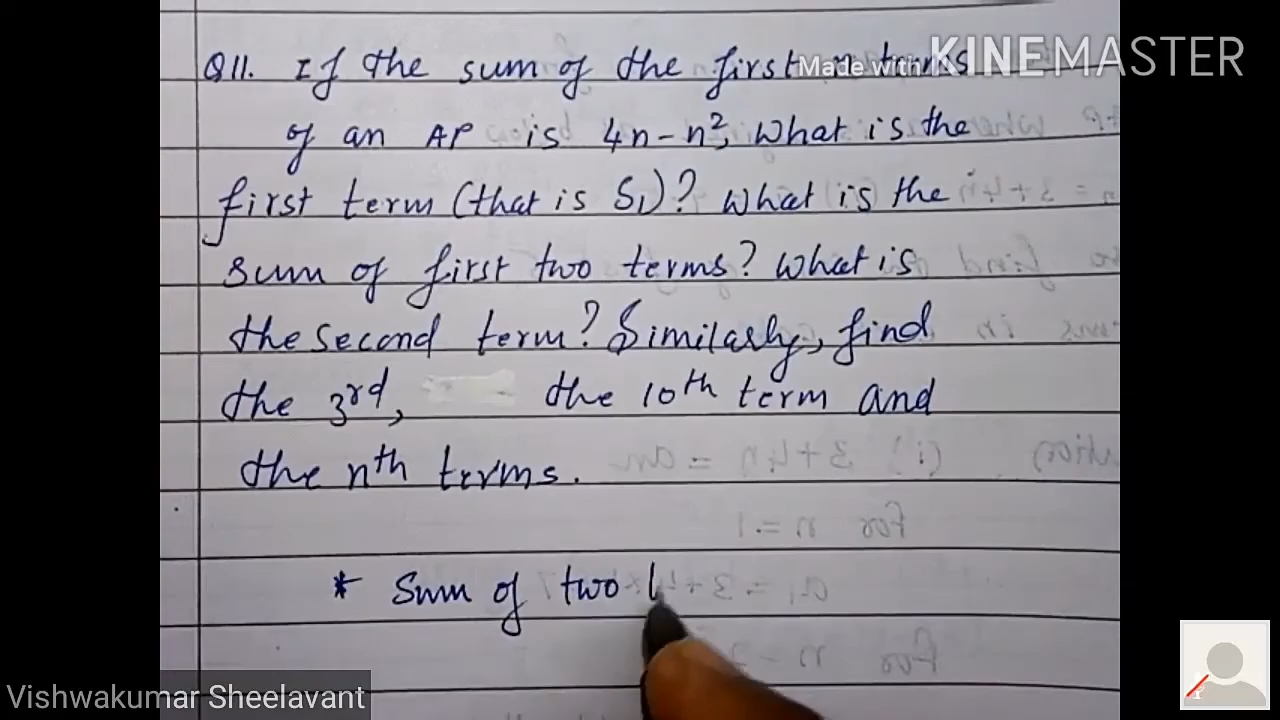 Q11. If the sum of the first n terms
Made with KINEMASTER
of an AP is 4n - n², What is the
first term (that is S₁)? What is the
sum of first two terms? What is
the second term? Similarly, find
the 3rd, the 10th term and
the nth terms.
* Sum of two
Vishwakumar Sheelavant